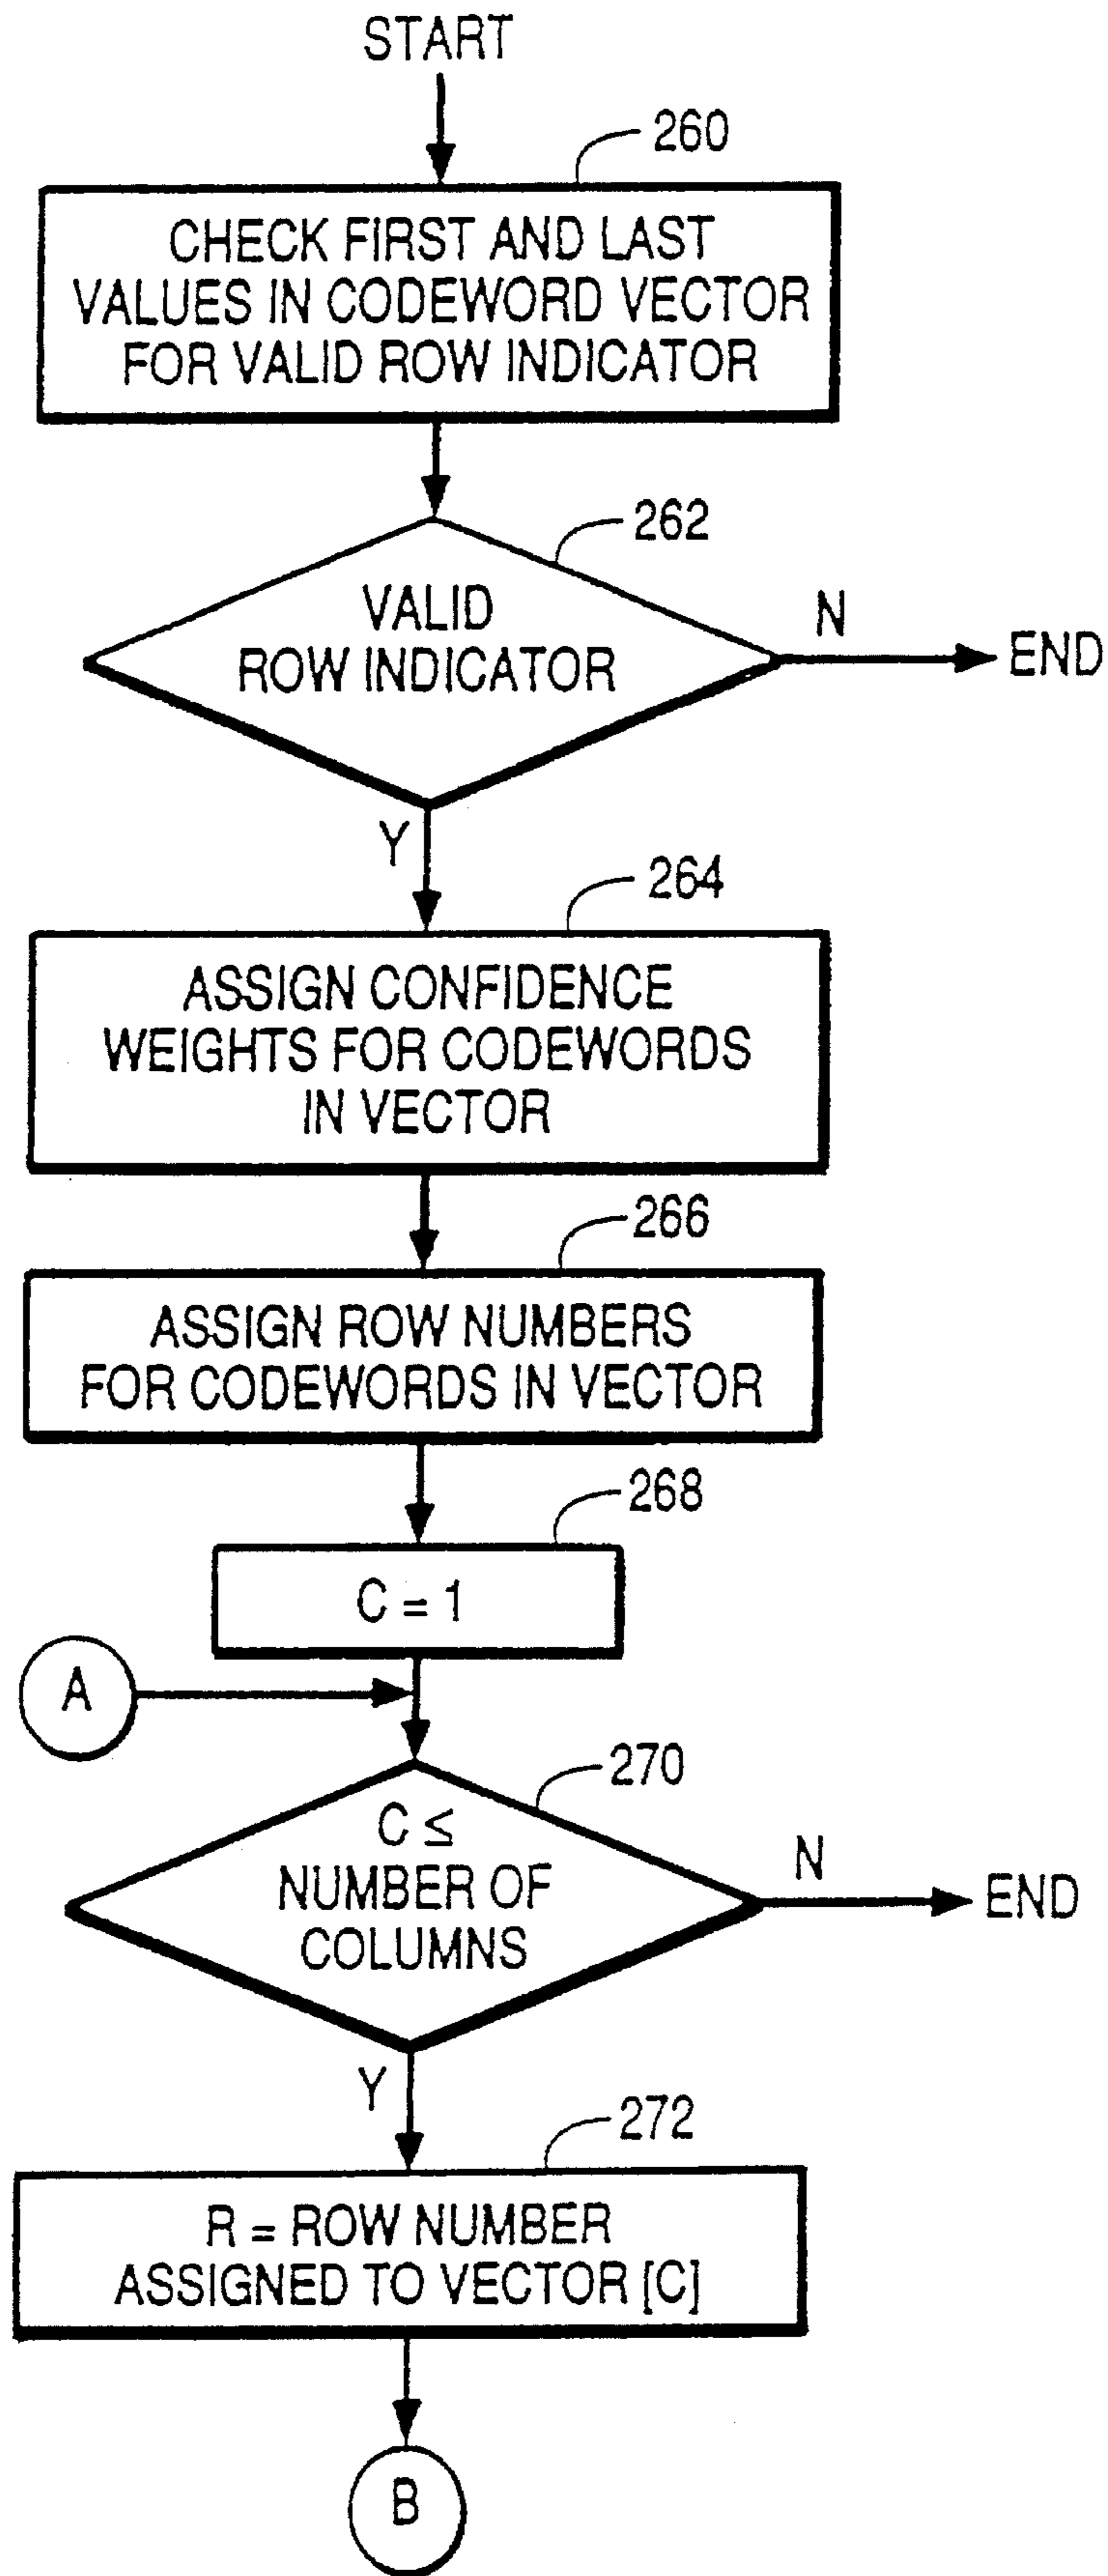 START
260
CHECK FIRST AND LAST
VALUES IN CODEWORD VECTOR
FOR VALID ROW INDICATOR
262
VALID
ROW INDICATOR
N
END
Y
264
ASSIGN CONFIDENCE
WEIGHTS FOR CODEWORDS
IN VECTOR
266
ASSIGN ROW NUMBERS
FOR CODEWORDS IN VECTOR
268
C = 1
A
270
C ≤
NUMBER OF
COLUMNS
N
END
Y
272
R = ROW NUMBER
ASSIGNED TO VECTOR [C]
B